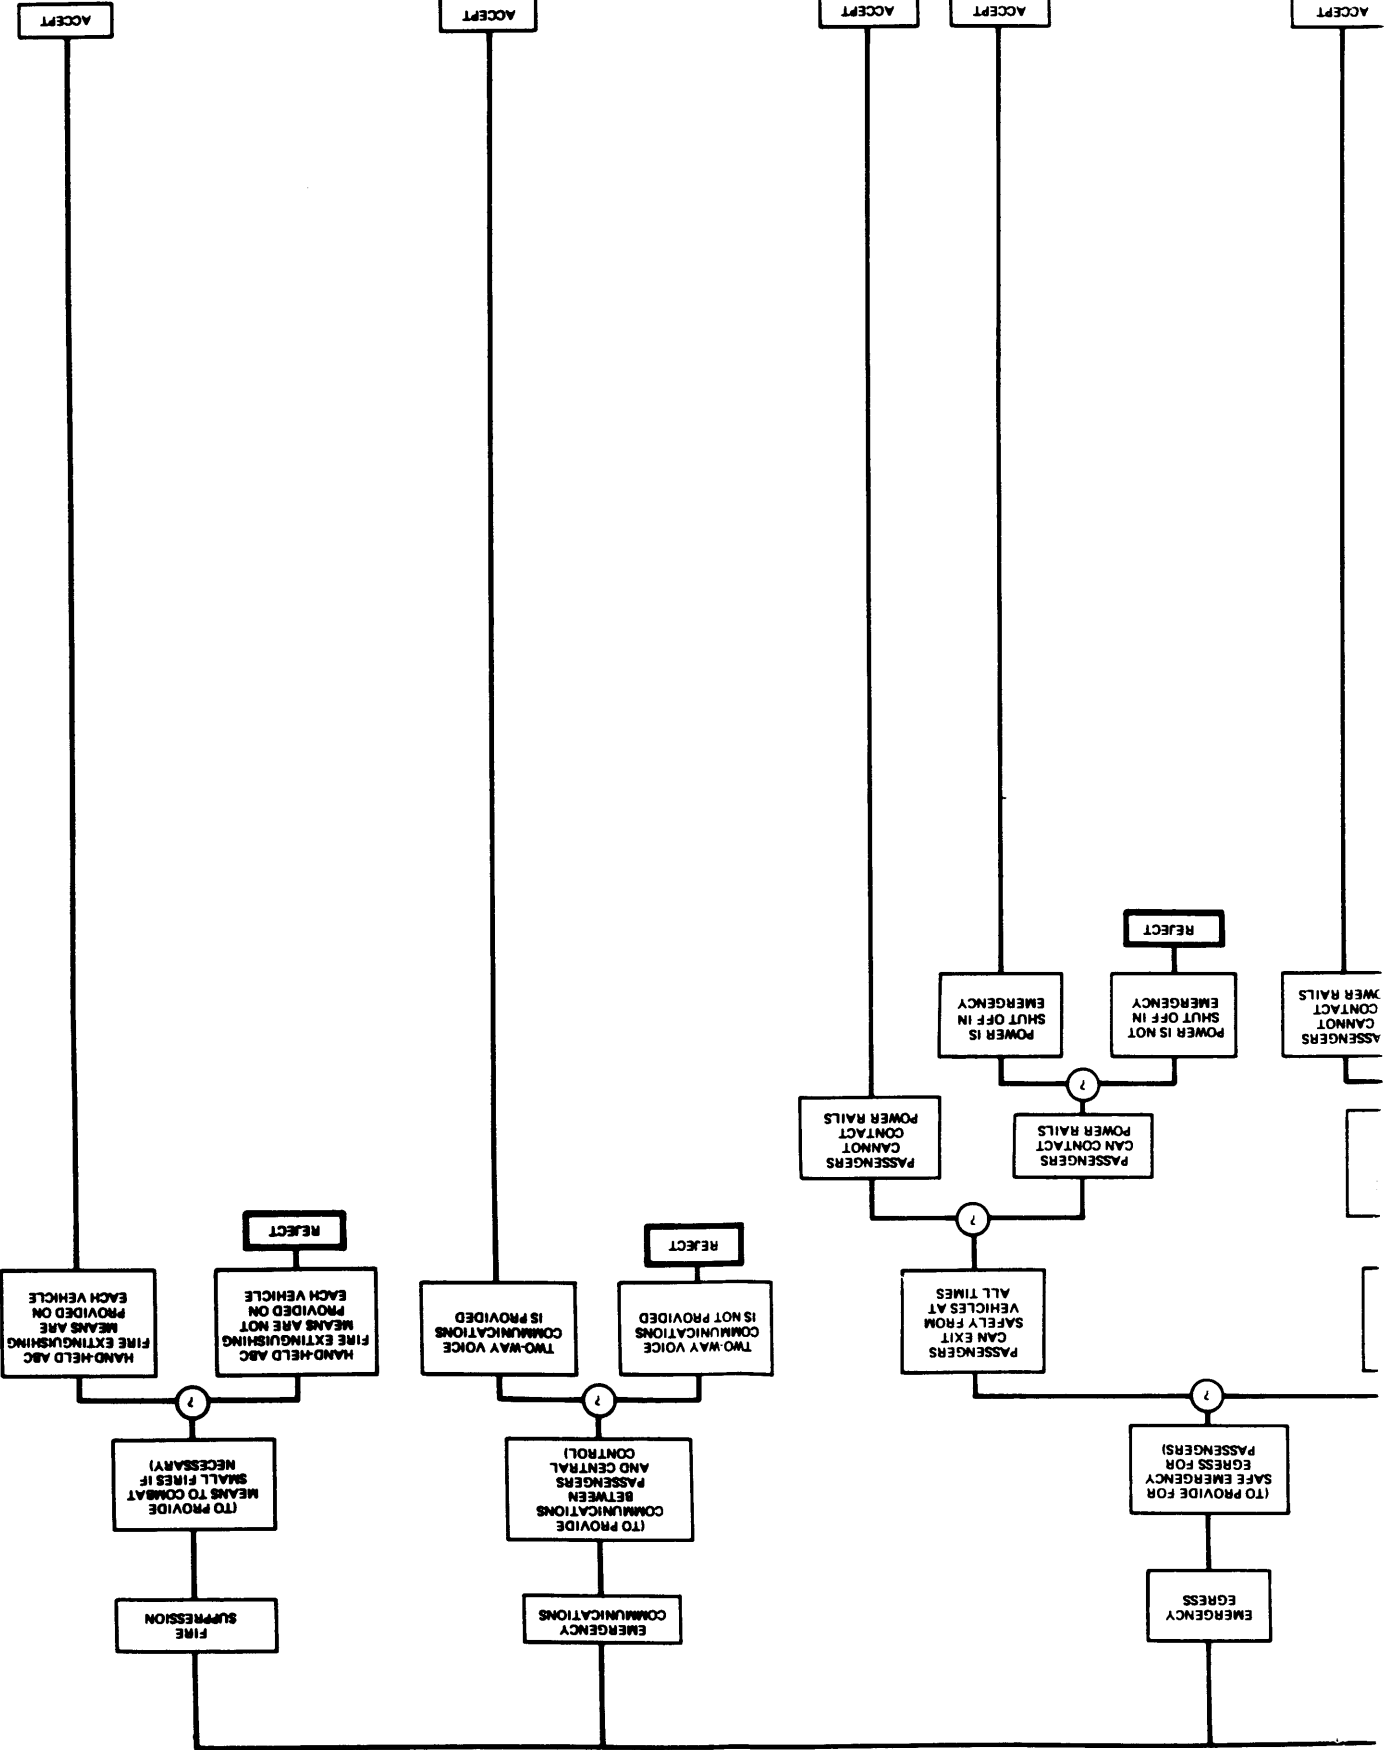 EMERGENCY
EGRESS
(TO PROVIDE FOR
SAFE EMERGENCY
EGRESS FOR
PASSENGERS)
?
PASSENGERS
CAN EXIT
SAFELY FROM
VEHICLES AT
ALL TIMES
?
PASSENGERS
CAN CONTACT
POWER RAILS
PASSENGERS
CANNOT
CONTACT
POWER RAILS
?
ASSENGERS
CANNOT
CONTACT
OWER RAILS
ACCEPT
POWER IS NOT
SHUT OFF IN
EMERGENCY
REJECT
POWER IS
SHUT OFF IN
EMERGENCY
ACCEPT
ACCEPT
EMERGENCY
COMMUNICATIONS
(TO PROVIDE
COMMUNICATIONS
BETWEEN
PASSENGERS
AND CENTRAL
CONTROL)
?
TWO-WAY VOICE
COMMUNICATIONS
IS NOT PROVIDED
REJECT
TWO-WAY VOICE
COMMUNICATIONS
IS PROVIDED
ACCEPT
FIRE
SUPPRESSION
(TO PROVIDE
MEANS TO COMBAT
SMALL FIRES IF
NECESSARY)
?
HAND-HELD ABC
FIRE EXTINGUISHING
MEANS ARE NOT
PROVIDED ON
EACH VEHICLE
REJECT
HAND-HELD ABC
FIRE EXTINGUISHING
MEANS ARE
PROVIDED ON
EACH VEHICLE
ACCEPT